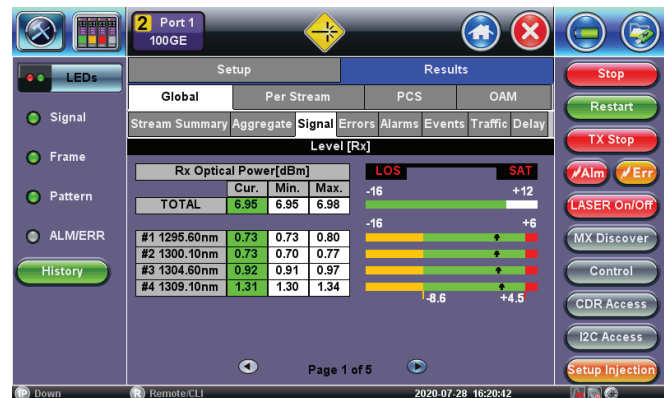 2 Port 1
100GE
LEDs
Signal
Frame
Pattern
ALM/ERR
History
Setup Results
Global Per Stream PCS OAM
Stream Summary Aggregate Signal Errors Alarms Events Traffic Delay
Level [Rx]
Rx Optical Power[dBm]
Cur. Min. Max.
TOTAL 6.95 6.95 6.98
#1 1295.60nm 0.73 0.73 0.80
#2 1300.10nm 0.73 0.70 0.77
#3 1304.60nm 0.92 0.91 0.97
#4 1309.10nm 1.31 1.30 1.34
LOS SAT
-16 +12
-16 +6
-8.6 +4.5
Page 1 of 5
Stop
Restart
TX Stop
Alm Err
LASER On/Off
MX Discover
Control
CDR Access
I2C Access
Setup Injection
IP Down R Remote/CLI 2020-07-28 16:20:42